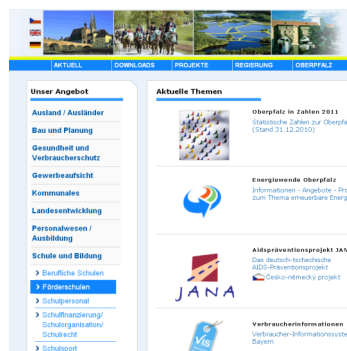 AKTUELL DOWNLOADS PROJEKTE REGIERUNG OBERPFALZ
Unser Angebot
Ausland / Ausländer
Bau und Planung
Gesundheit und
Verbraucherschutz
Gewerbeaufsicht
Kommunales
Landesentwicklung
Personalwesen /
Ausbildung
Schule und Bildung
Berufliche Schulen
Förderschulen
Schulpersonal
Schulfinanzierung/
Schulorganisation/
Schulrecht
Schulsport
Aktuelle Themen
Oberpfalz in Zahlen 2011
Statistische Zahlen zur Oberpfa
(Stand 31.12.2010)
Energiewende Oberpfalz
Informationen - Angebote - Pro
zum Thema erneuerbare Energ
JANA
Aidspräventionsprojekt JAN
Das deutsch-tschechische
AIDS-Präventionsprojekt
Česko-německý projekt
Vis
Verbraucherinformationen
Verbraucher-Informationssyste
Bayern